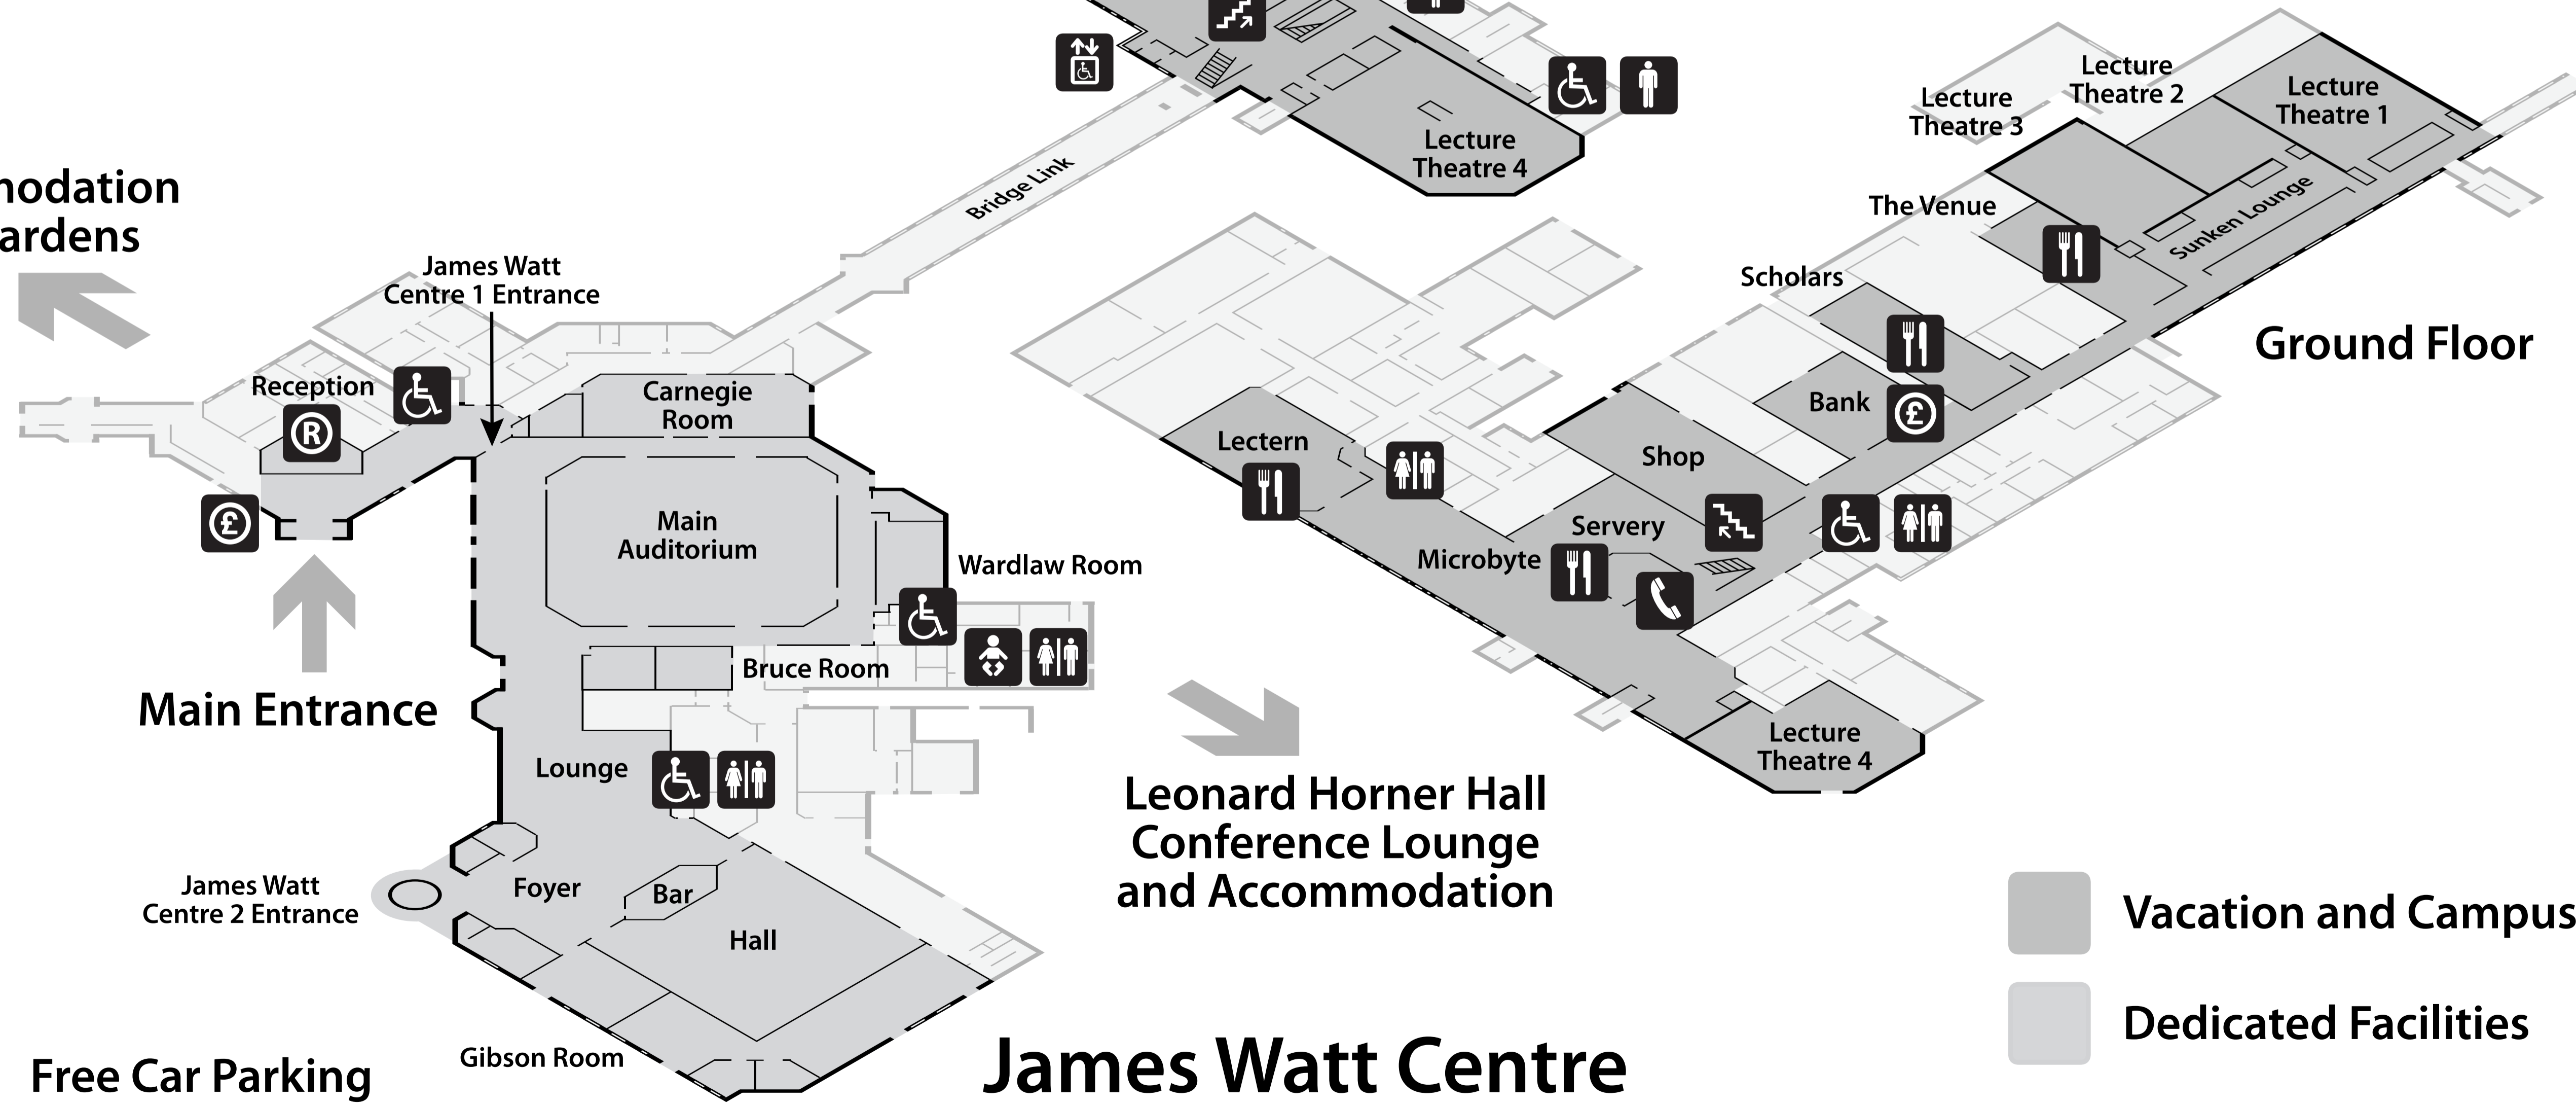 Lecture
Theatre 4
Bridge Link
Lecture
Theatre 3
Lecture
Theatre 2
Lecture
Theatre 1
The Venue
Sunken Lounge
Scholars
Ground Floor
Bank
£
Shop
Lectern
Servery
Microbyte
Lecture
Theatre 4
modation
ardens
James Watt
Centre 1 Entrance
Reception
R
£
Carnegie
Room
Main
Auditorium
Wardlaw Room
Bruce Room
Main Entrance
Lounge
James Watt
Centre 2 Entrance
Foyer
Bar
Hall
Gibson Room
Free Car Parking
Leonard Horner Hall
Conference Lounge
and Accommodation
James Watt Centre
Vacation and Campus
Dedicated Facilities